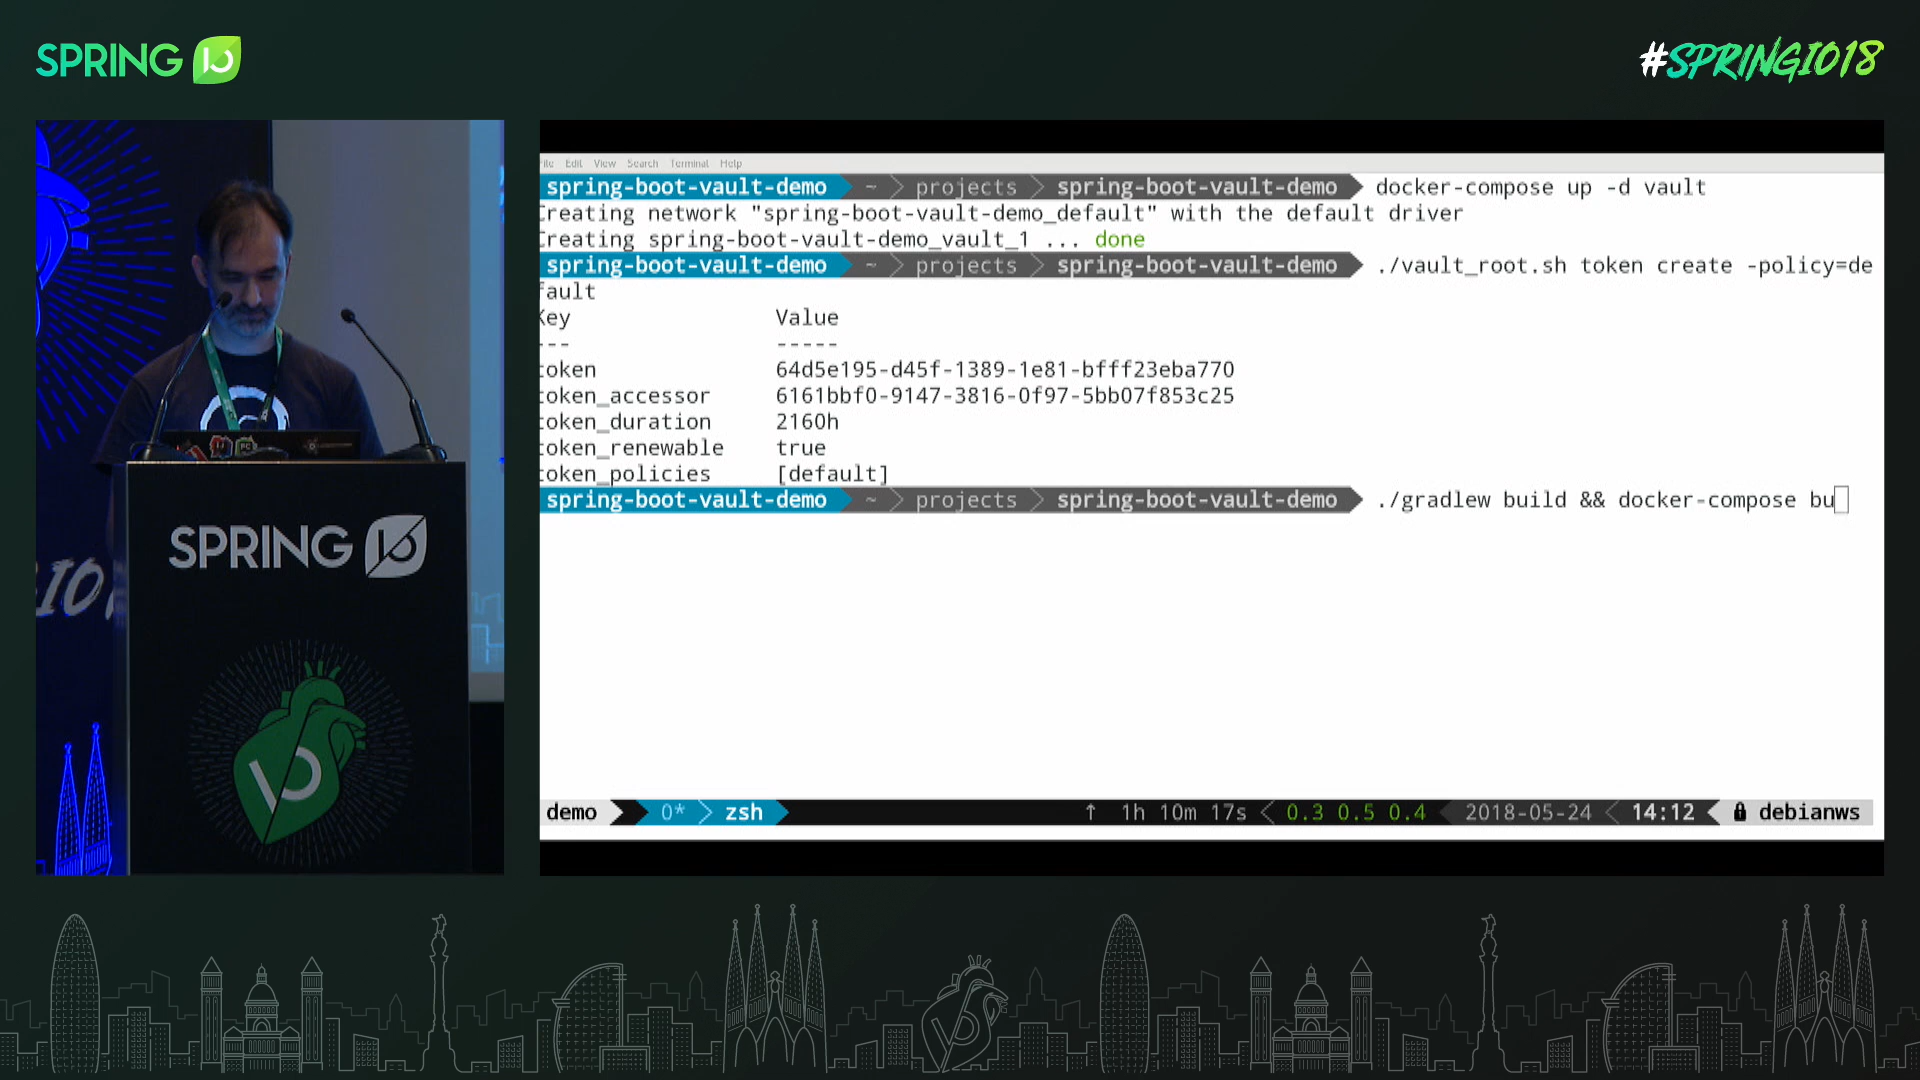 SPRING IO
#SPRINGIO18
File Edit View Search Terminal Help
spring-boot-vault-demo ~ projects spring-boot-vault-demo docker-compose up -d vault
Creating network "spring-boot-vault-demo_default" with the default driver
Creating spring-boot-vault-demo_vault_1 ... done
spring-boot-vault-demo ~ projects spring-boot-vault-demo ./vault_root.sh token create -policy=de
fault
Key Value
--- -----
token 64d5e195-d45f-1389-1e81-bfff23eba770
token_accessor 6161bbf0-9147-3816-0f97-5bb07f853c25
token_duration 2160h
token_renewable true
token_policies [default]
spring-boot-vault-demo ~ projects spring-boot-vault-demo ./gradlew build && docker-compose bu
demo 0* zsh ↑ 1h 10m 17s 0.3 0.5 0.4 2018-05-24 14:12 debianws
SPRING IO
IO